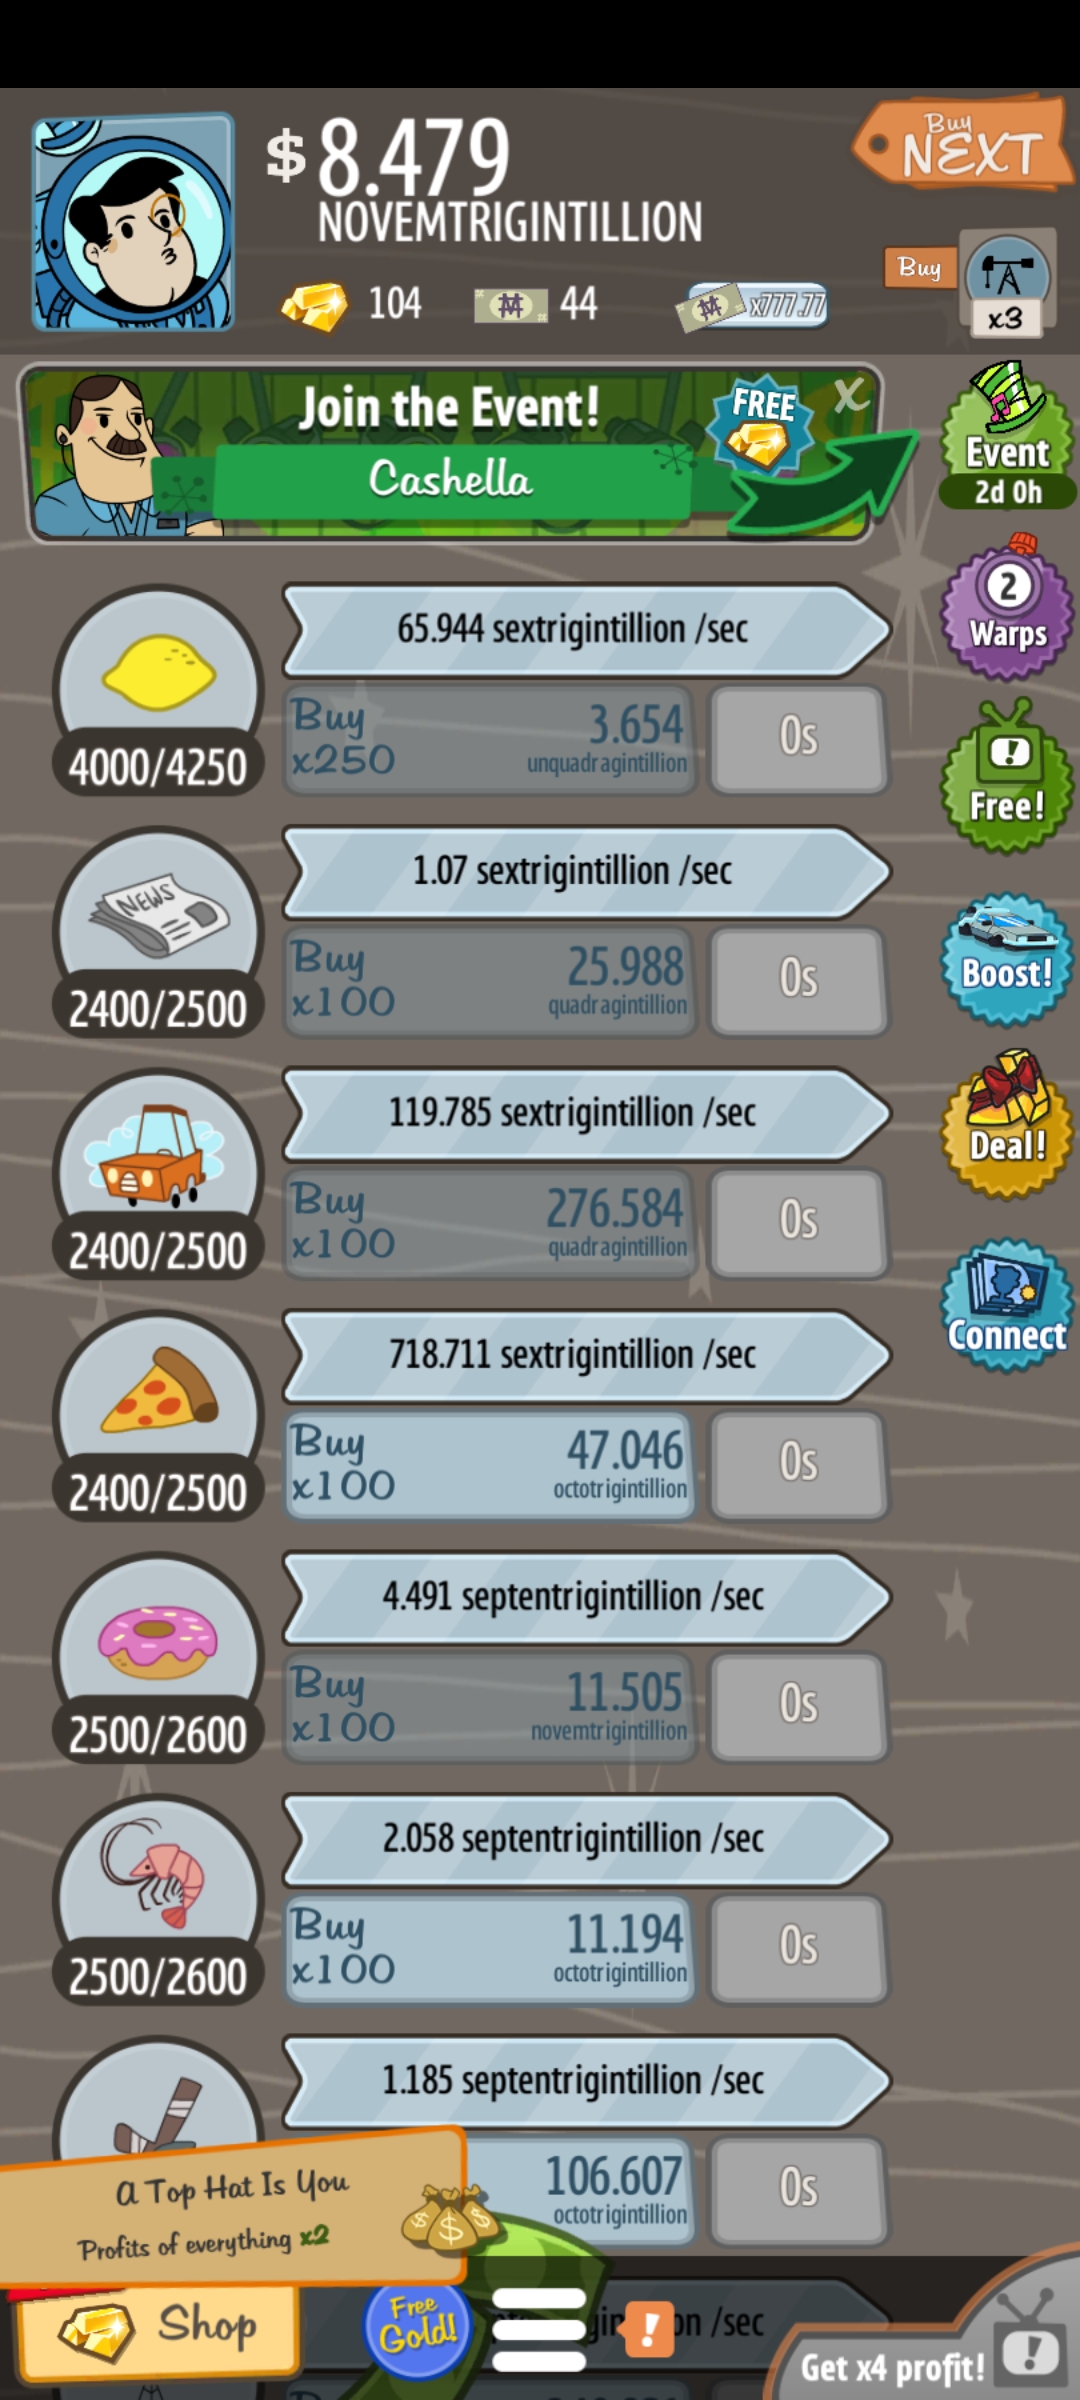 $8.479
NOVEMTRIGINTILLION
Buy
NEXT
104
44
x777.77
Buy
x3
Join the Event!
Cashella
FREE
X
Event
2d 0h
65.944 sextrigintillion /sec
Buy
x250
3.654
unquadragintillion
0s
4000/4250
2
Warps
Free!
1.07 sextrigintillion /sec
NEWS
Buy
x100
25.988
quadragintillion
0s
2400/2500
Boost!
119.785 sextrigintillion /sec
Buy
x100
276.584
quadragintillion
0s
2400/2500
Deal!
Connect
718.711 sextrigintillion /sec
Buy
x100
47.046
octotrigintillion
0s
2400/2500
4.491 septentrigintillion /sec
Buy
x100
11.505
novemtrigintillion
0s
2500/2600
2.058 septentrigintillion /sec
Buy
x100
11.194
octotrigintillion
0s
2500/2600
1.185 septentrigintillion /sec
106.607
octotrigintillion
0s
A Top Hat Is You
Profits of everything x2
Shop
Free
Gold!
!
/sec
Get x4 profit!
!